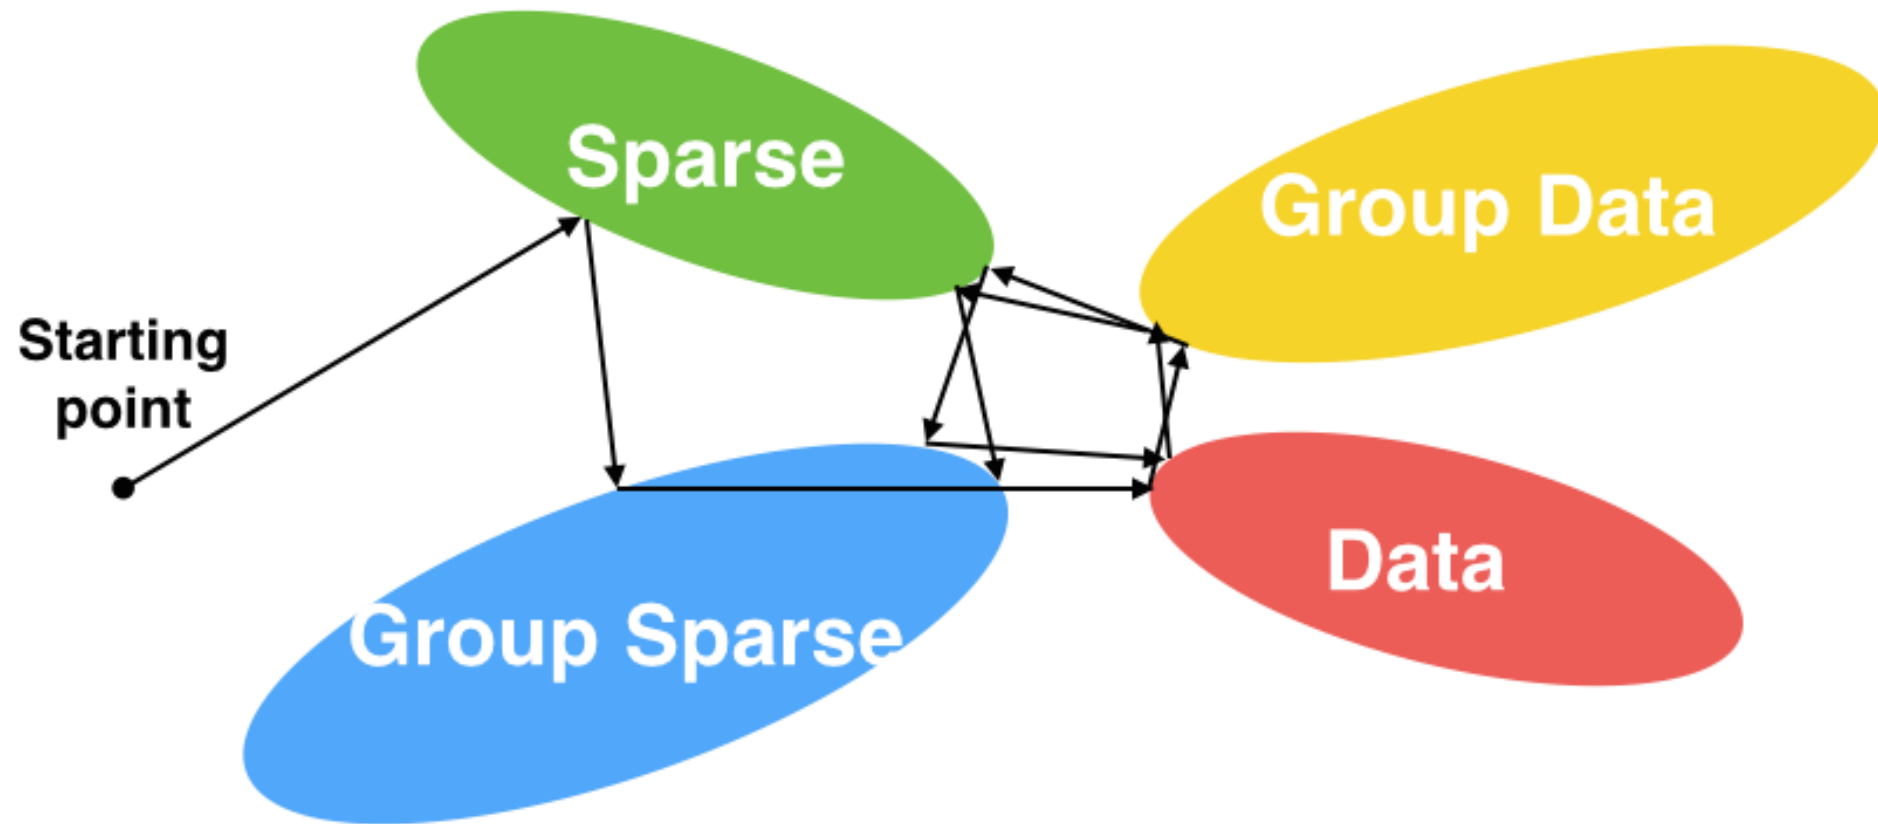 Sparse
Group Data
Starting
point
Data
Group Sparse